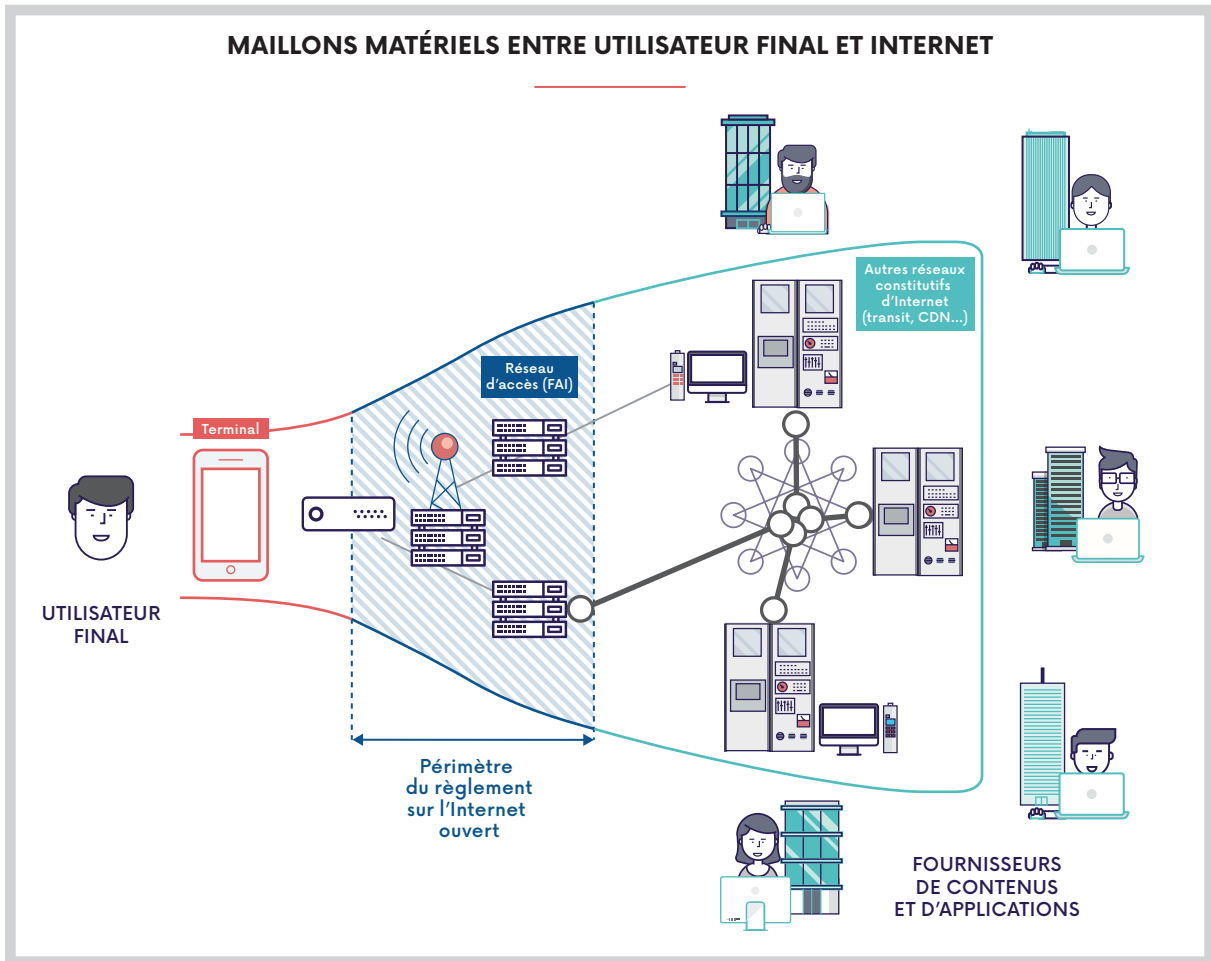 MAILLONS MATÉRIELS ENTRE UTILISATEUR FINAL ET INTERNET
Autres réseaux
constitutifs
d'Internet
(transit, CDN...)
Réseau
d'accès (FAI)
Terminal
UTILISATEUR
FINAL
Périmètre
du règlement
sur l'Internet
ouvert
FOURNISSEURS
DE CONTENUS
ET D'APPLICATIONS